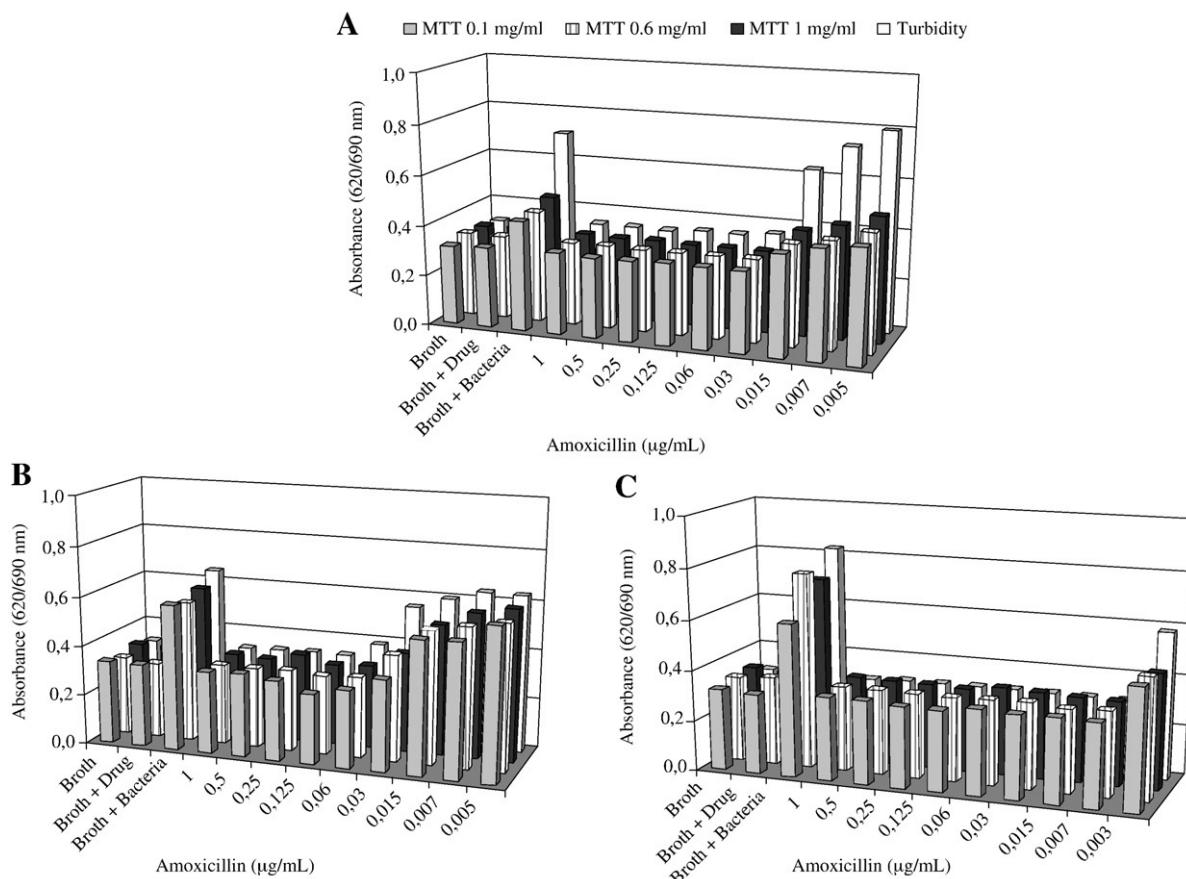 A
MTT 0.1 mg/ml MTT 0.6 mg/ml MTT 1 mg/ml Turbidity
Absorbance (620/690 nm)
1,0
0,8
0,6
0,4
0,2
0,0
Broth
Broth + Drug
Broth + Bacteria
1
0,5
0,25
0,125
0,06
0,03
0,015
0,007
0,005
Amoxicillin (μg/mL)
B
Absorbance (620/690 nm)
1,0
0,8
0,6
0,4
0,2
0,0
Broth
Broth + Drug
Broth + Bacteria
1
0,5
0,25
0,125
0,06
0,03
0,015
0,007
0,005
Amoxicillin (μg/mL)
C
Absorbance (620/690 nm)
1,0
0,8
0,6
0,4
0,2
0,0
Broth
Broth + Drug
Broth + Bacteria
1
0,5
0,25
0,125
0,06
0,03
0,015
0,007
0,003
Amoxicillin (μg/mL)